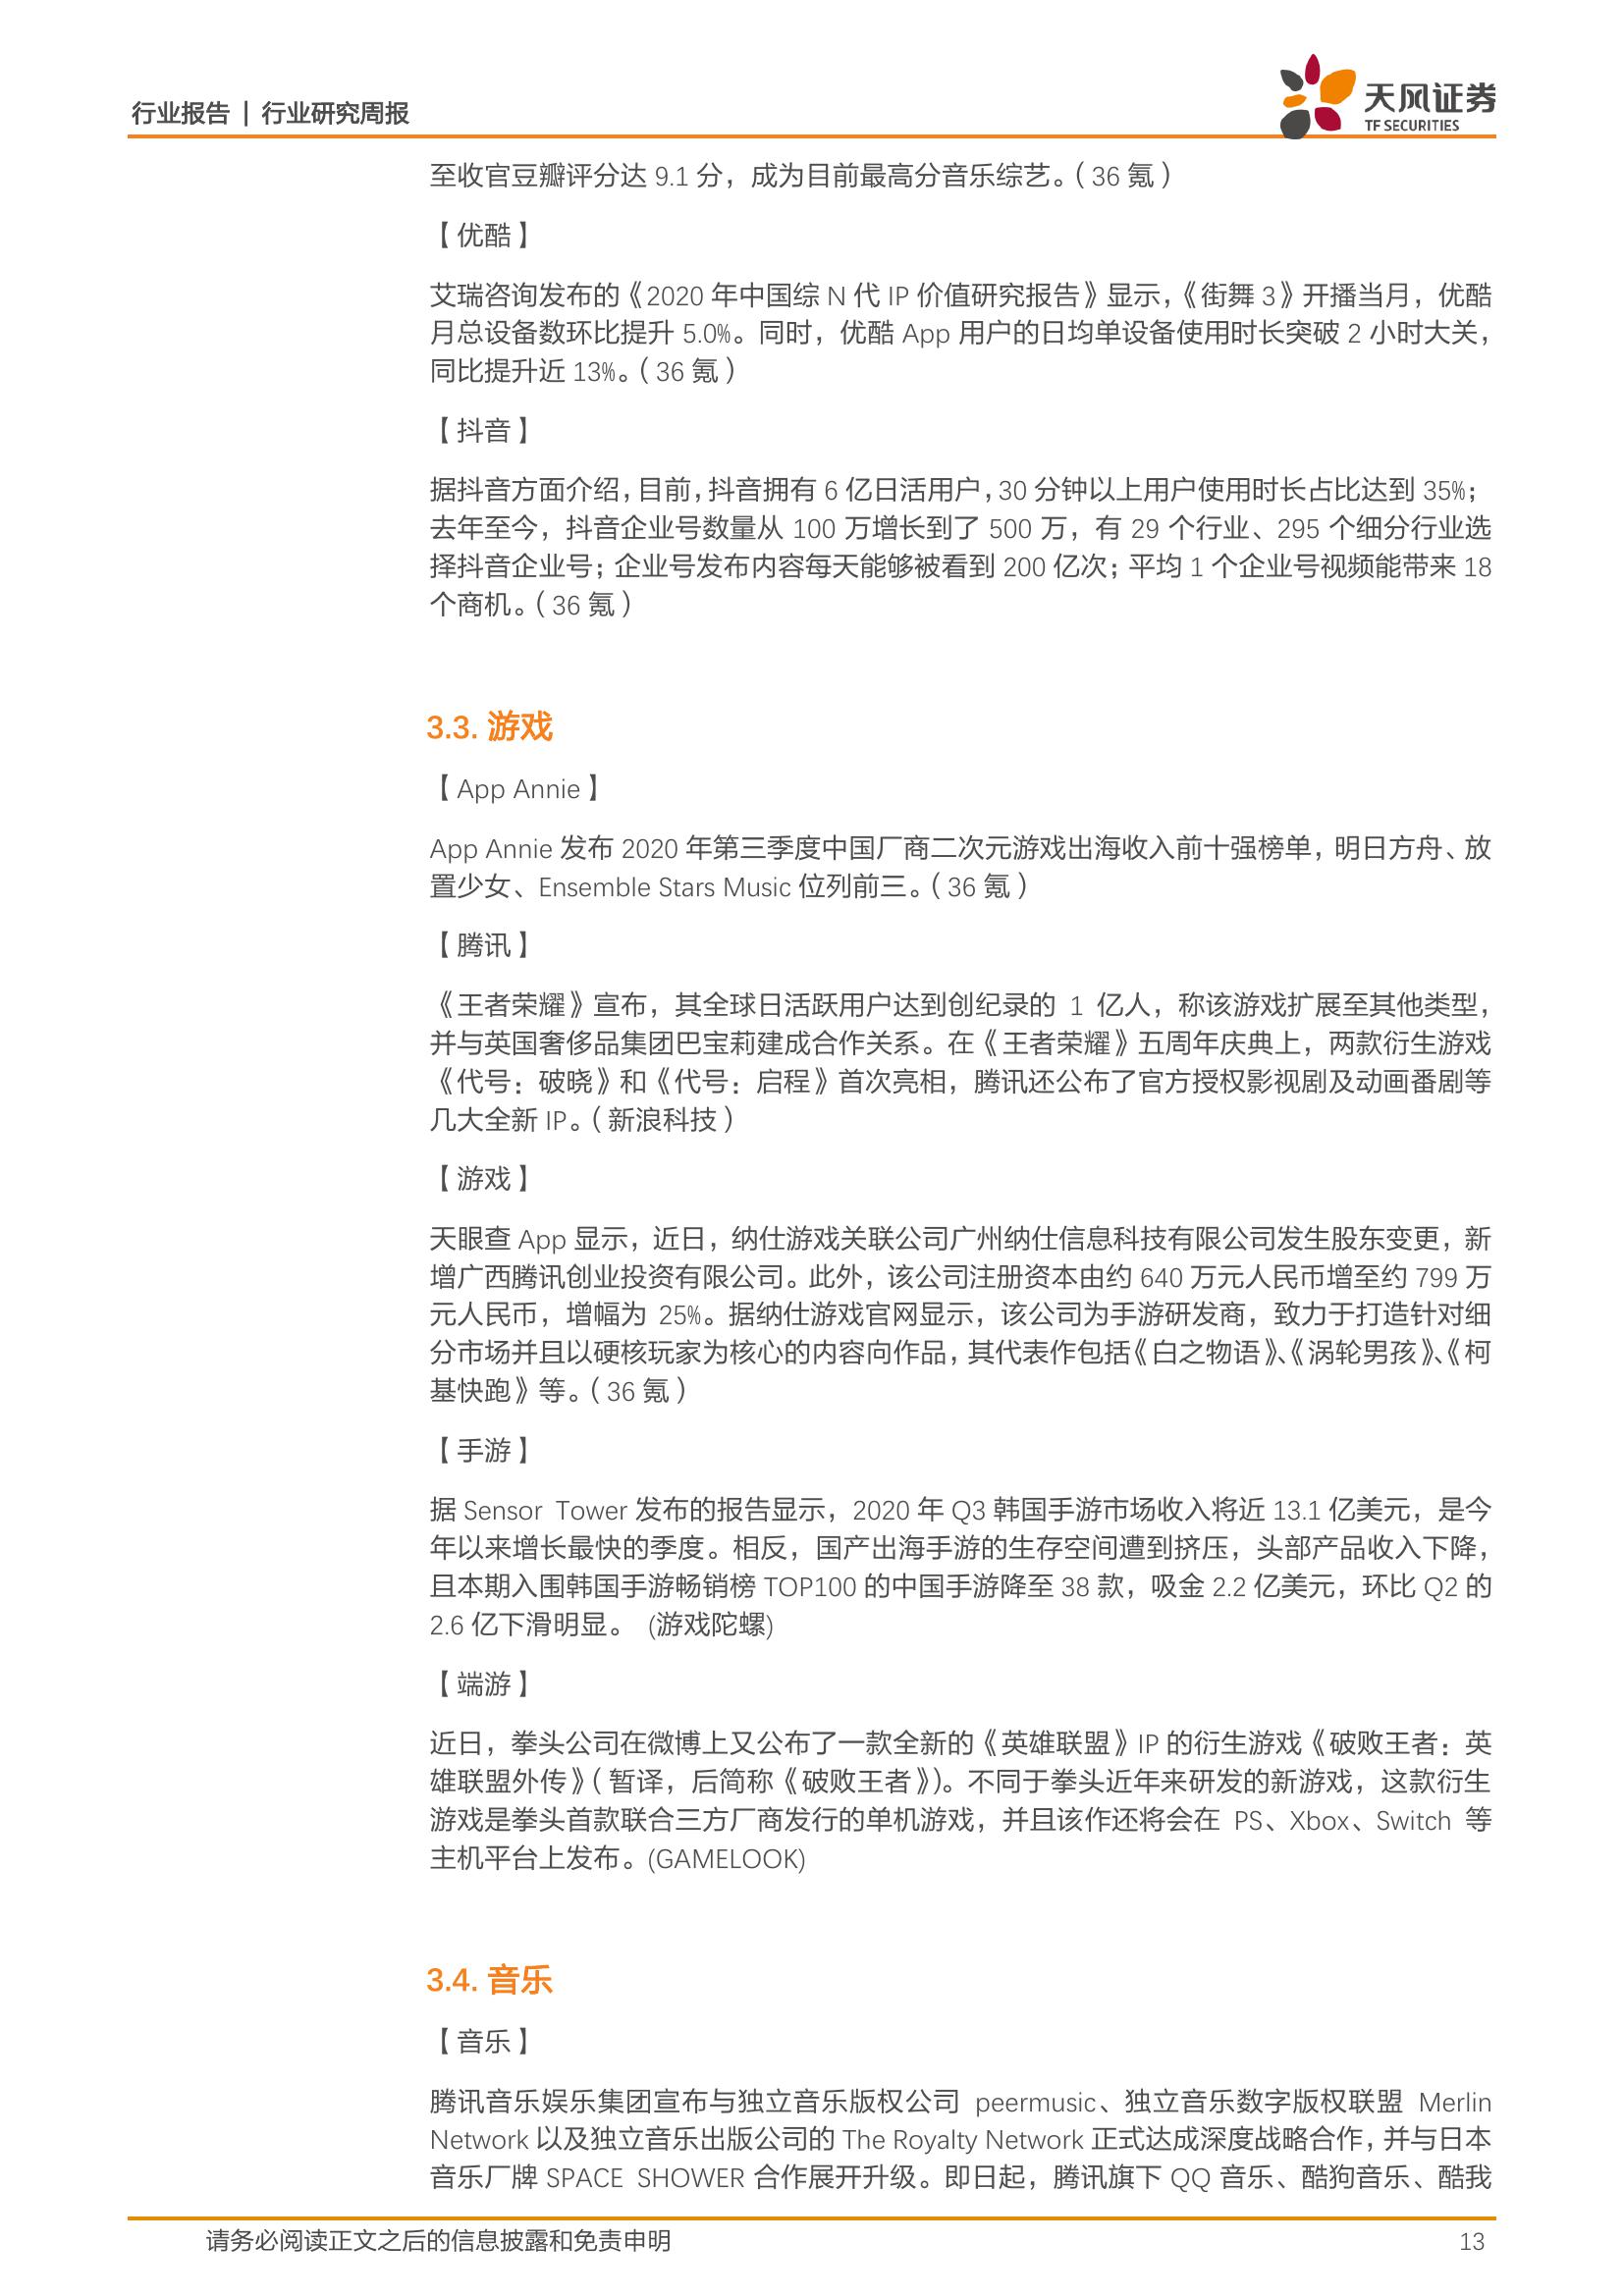 行业报告 | 行业研究周报
天风证券
TF SECURITIES
至收官豆瓣评分达 9.1 分，成为目前最高分音乐综艺。（36 氪）
【优酷】
艾瑞咨询发布的《2020 年中国综 N 代 IP 价值研究报告》显示，《街舞 3》开播当月，优酷
月总设备数环比提升 5.0%。同时，优酷 App 用户的日均单设备使用时长突破 2 小时大关，
同比提升近 13%。（36 氪）
【抖音】
据抖音方面介绍，目前，抖音拥有 6 亿日活用户，30 分钟以上用户使用时长占比达到 35%；
去年至今，抖音企业号数量从 100 万增长到了 500 万，有 29 个行业、295 个细分行业选
择抖音企业号；企业号发布内容每天能够被看到 200 亿次；平均 1 个企业号视频能带来 18
个商机。（36 氪）
3.3. 游戏
【App Annie】
App Annie 发布 2020 年第三季度中国厂商二次元游戏出海收入前十强榜单，明日方舟、放
置少女、Ensemble Stars Music 位列前三。（36 氪）
【腾讯】
《王者荣耀》宣布，其全球日活跃用户达到创纪录的 1 亿人，称该游戏扩展至其他类型，
并与英国奢侈品集团巴宝莉建成合作关系。在《王者荣耀》五周年庆典上，两款衍生游戏
《代号：破晓》和《代号：启程》首次亮相，腾讯还公布了官方授权影视剧及动画番剧等
几大全新 IP。（新浪科技）
【游戏】
天眼查 App 显示，近日，纳仕游戏关联公司广州纳仕信息科技有限公司发生股东变更，新
增广西腾讯创业投资有限公司。此外，该公司注册资本由约 640 万元人民币增至约 799 万
元人民币，增幅为 25%。据纳仕游戏官网显示，该公司为手游研发商，致力于打造针对细
分市场并且以硬核玩家为核心的内容向作品，其代表作包括《白之物语》、《涡轮男孩》、《柯
基快跑》等。（36 氪）
【手游】
据 Sensor Tower 发布的报告显示，2020 年 Q3 韩国手游市场收入将近 13.1 亿美元，是今
年以来增长最快的季度。相反，国产出海手游的生存空间遭到挤压，头部产品收入下降，
且本期入围韩国手游畅销榜 TOP100 的中国手游降至 38 款，吸金 2.2 亿美元，环比 Q2 的
2.6 亿下滑明显。 (游戏陀螺)
【端游】
近日，拳头公司在微博上又公布了一款全新的《英雄联盟》IP 的衍生游戏《破败王者：英
雄联盟外传》（暂译，后简称《破败王者》）。不同于拳头近年来研发的新游戏，这款衍生
游戏是拳头首款联合三方厂商发行的单机游戏，并且该作还将会在 PS、Xbox、Switch 等
主机平台上发布。(GAMELOOK)
3.4. 音乐
【音乐】
腾讯音乐娱乐集团宣布与独立音乐版权公司 peermusic、独立音乐数字版权联盟 Merlin
Network 以及独立音乐出版公司的 The Royalty Network 正式达成深度战略合作，并与日本
音乐厂牌 SPACE SHOWER 合作展开升级。即日起，腾讯旗下 QQ 音乐、酷狗音乐、酷我
请务必阅读正文之后的信息披露和免责申明
13